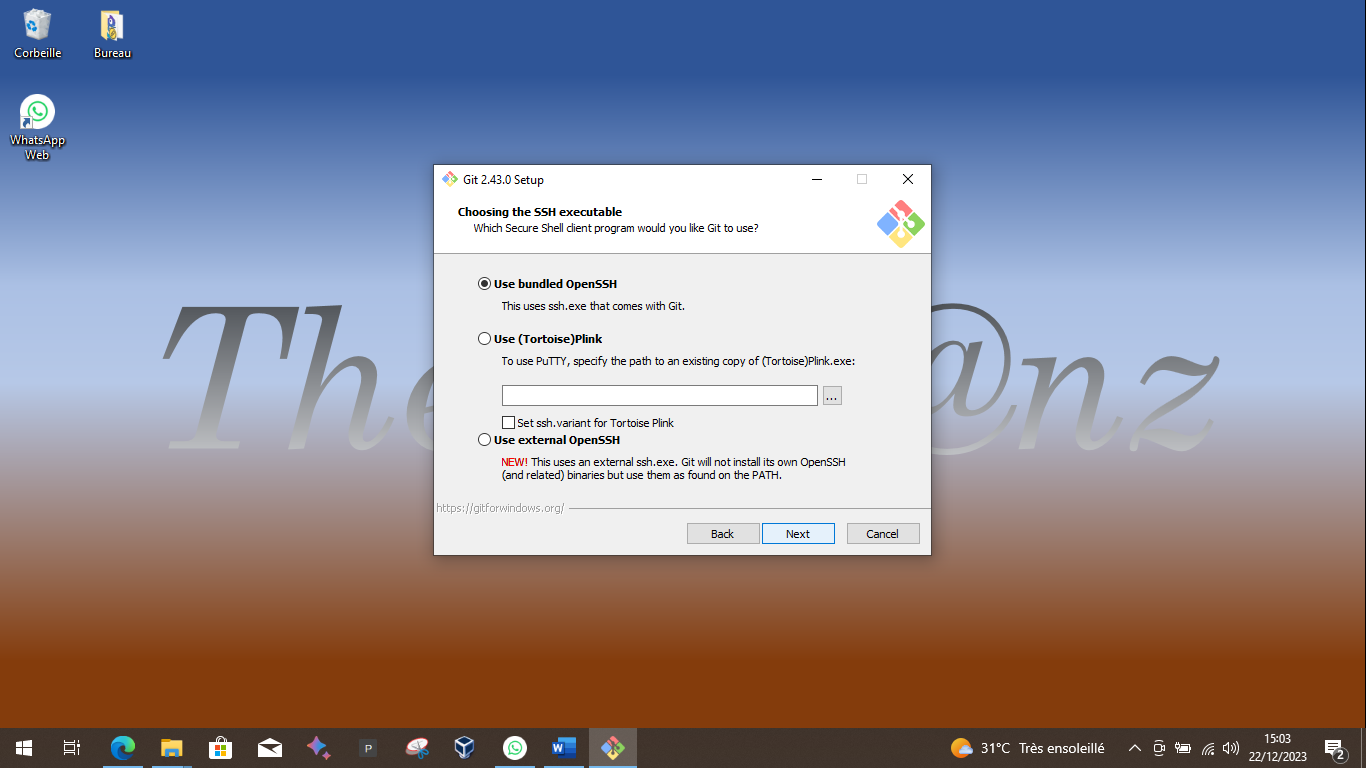 Corbeille
Bureau
WhatsApp
Web
Git 2.43.0 Setup
Choosing the SSH executable
Which Secure Shell client program would you like Git to use?
Use bundled OpenSSH
This uses ssh.exe that comes with Git.
Use (Tortoise)Plink
To use PuTTY, specify the path to an existing copy of (Tortoise)Plink.exe:
...
Set ssh.variant for Tortoise Plink
Use external OpenSSH
NEW! This uses an external ssh.exe. Git will not install its own OpenSSH
(and related) binaries but use them as found on the PATH.
https://gitforwindows.org/
Back
Next
Cancel
P
W
31°C Très ensoleillé
15:03
22/12/2023
2